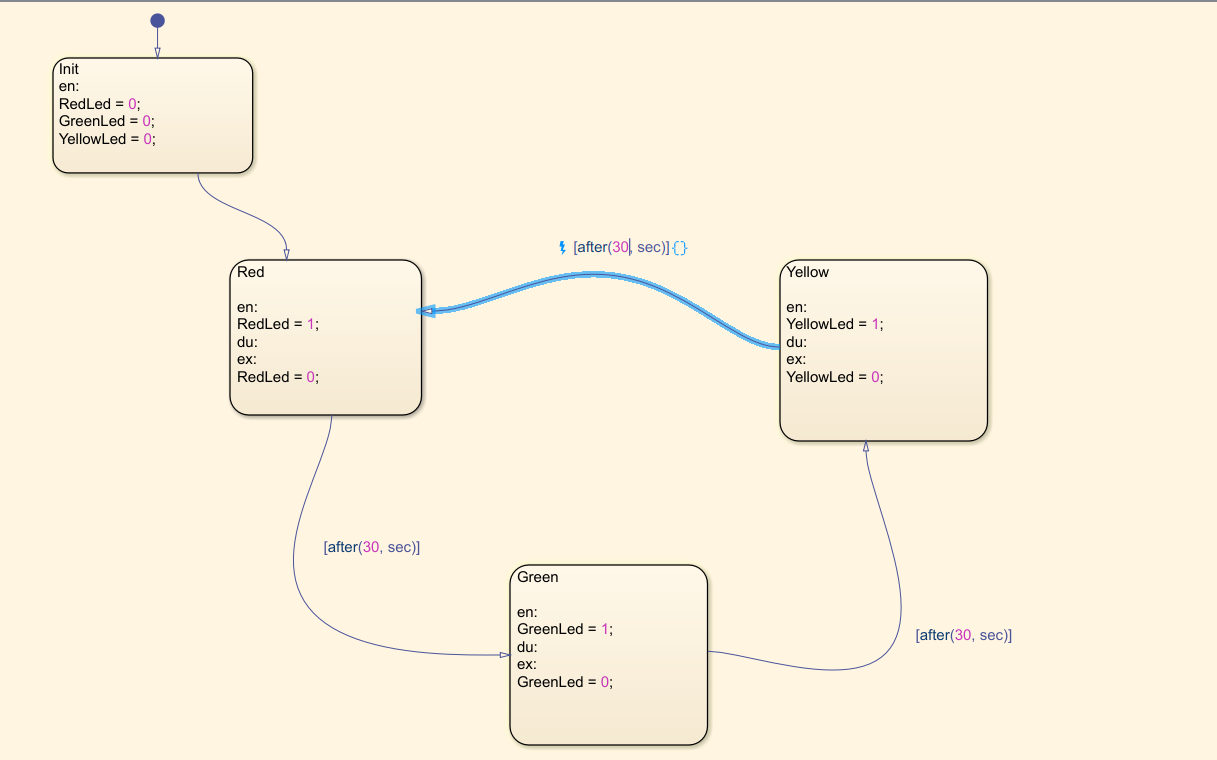 Init
en:
RedLed = 0;
GreenLed = 0;
YellowLed = 0;
[after(30, sec)]{}
Red
en:
RedLed = 1;
du:
ex:
RedLed = 0;
Yellow
en:
YellowLed = 1;
du:
ex:
YellowLed = 0;
[after(30, sec)]
Green
en:
GreenLed = 1;
du:
ex:
GreenLed = 0;
[after(30, sec)]